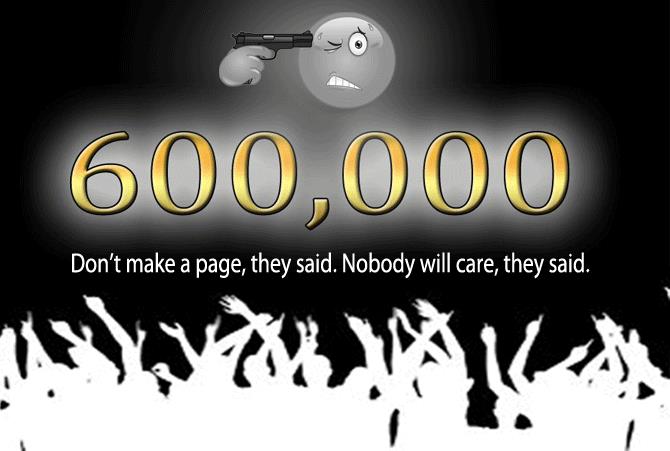 600,000
Don't make a page, they said. Nobody will care, they said.